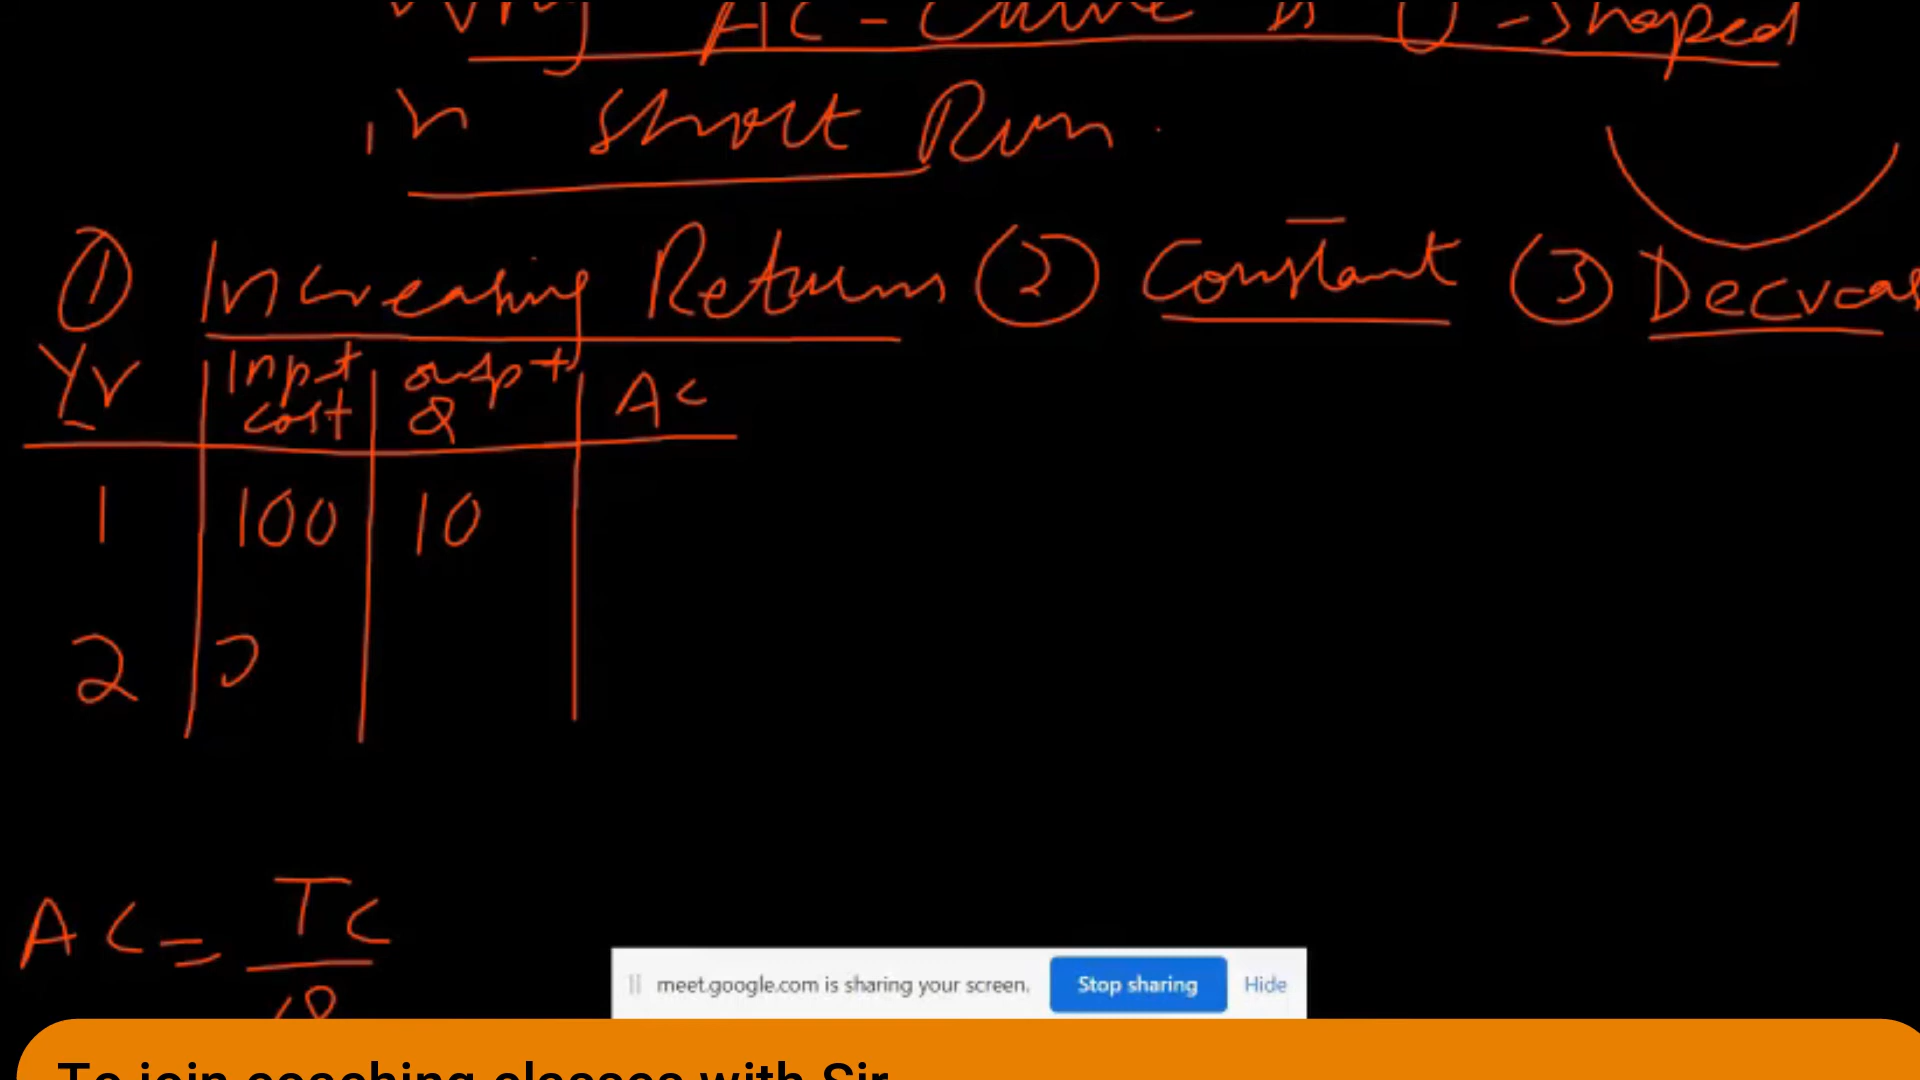 Why AC - Curve is U - Shaped
in Short Run.
① Increasing Returns ② Constant ③ Decreas
Yr Input cost output Q AC
1 100 10
2
AC = TC
meet.google.com is sharing your screen. Stop sharing Hide
To join coaching classes with Sir